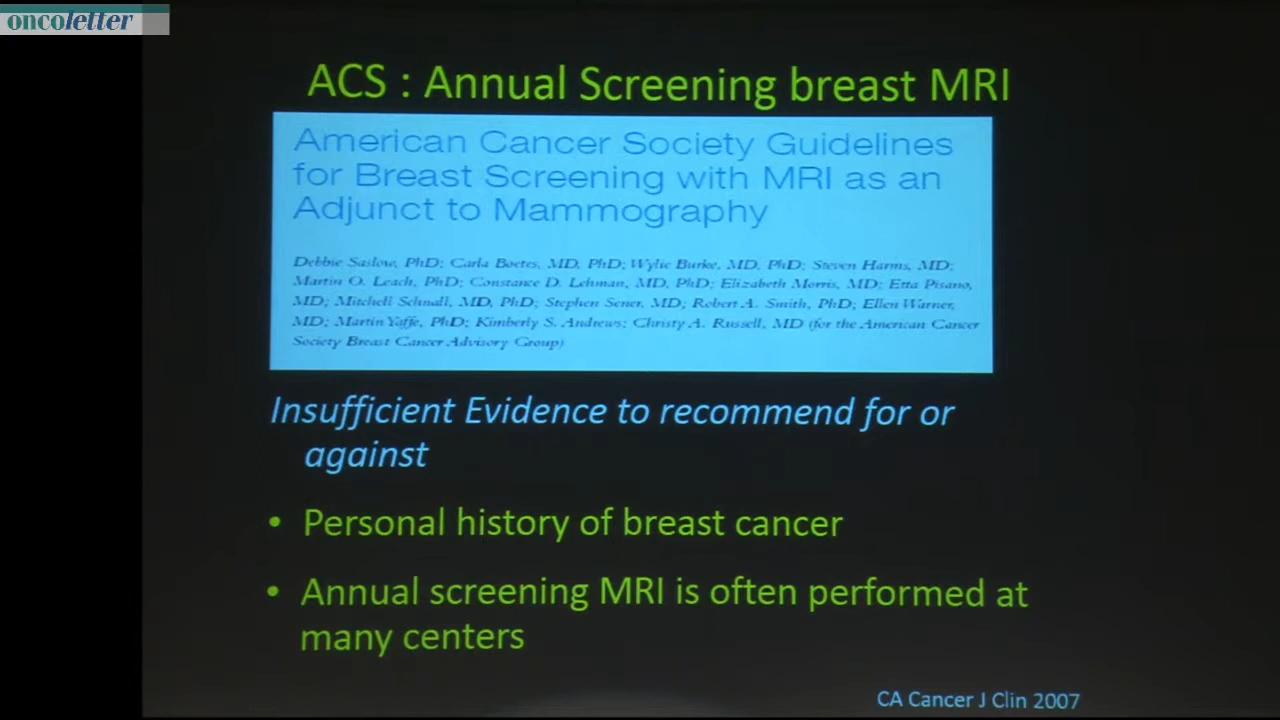 oncoletter
ACS : Annual Screening breast MRI
American Cancer Society Guidelines
for Breast Screening with MRI as an
Adjunct to Mammography
Debbie Saslow, PhD; Carla Boetes, MD, PhD; Wylie Burke, MD, PhD; Steven Harms, MD;
Martin O. Leach, PhD; Constance D. Lehman, MD, PhD; Elizabeth Morris, MD; Etta Pisano,
MD; Mitchell Schnall, MD, PhD; Stephen Sener, MD; Robert A. Smith, PhD; Ellen Warner,
MD; Martin Yaffe, PhD; Kimberly S. Andrews; Christy A. Russell, MD (for the American Cancer
Society Breast Cancer Advisory Group)
Insufficient Evidence to recommend for or
against
• Personal history of breast cancer
• Annual screening MRI is often performed at
many centers
CA Cancer J Clin 2007